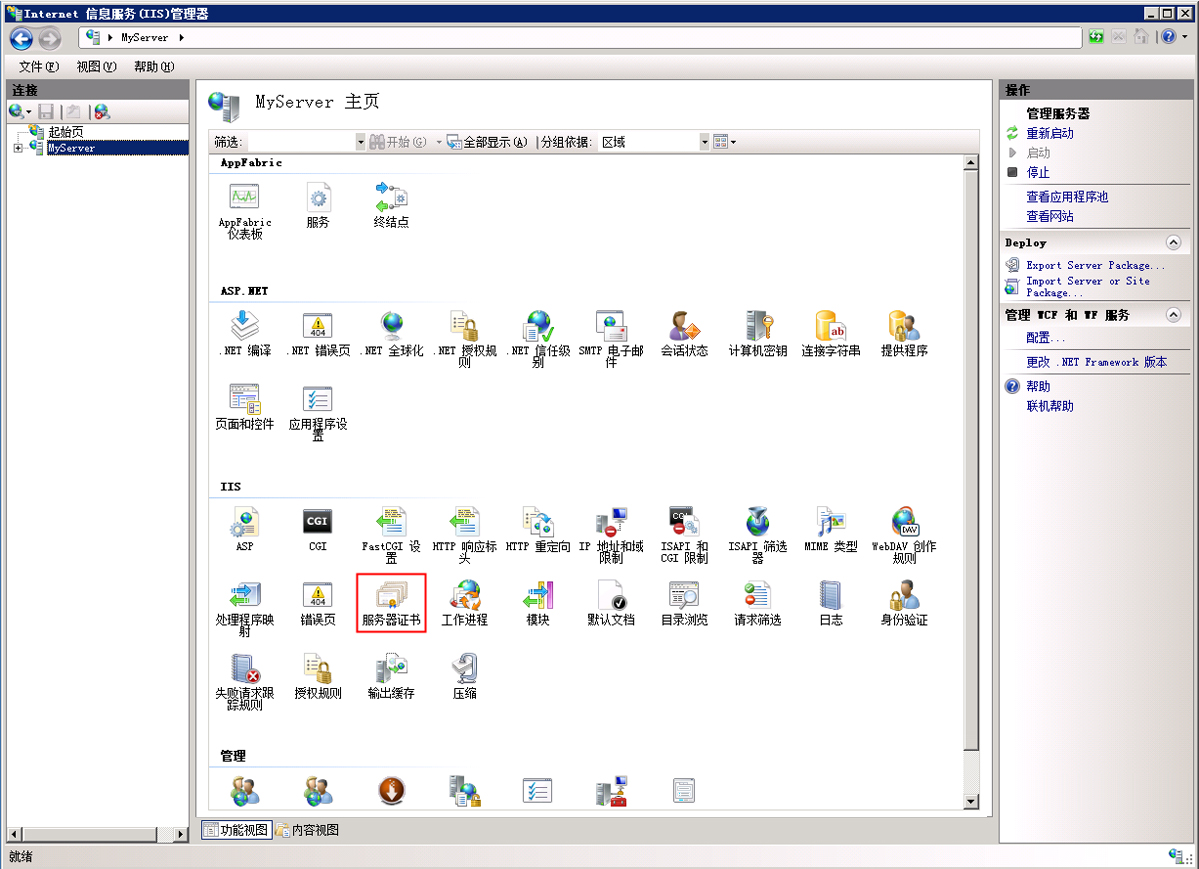 Internet 信息服务(IIS)管理器
MyServer
文件(F) 视图(V) 帮助(H)
连接
起始页
MyServer
MyServer 主页
筛选: 开始(G) 全部显示(A) 分组依据: 区域
AppFabric
AppFabric 仪表板
服务
终结点
ASP.NET
.NET 编译
.NET 错误页
.NET 全球化
.NET 授权规则
.NET 信任级别
SMTP 电子邮件
会话状态
计算机密钥
连接字符串
提供程序
页面和控件
应用程序设置
IIS
ASP
CGI
CGI
FastCGI 设置
HTTP 响应标头
HTTP 重定向
IP 地址和域限制
ISAPI 和 CGI 限制
ISAPI 筛选器
MIME 类型
WebDAV 创作规则
处理程序映射
错误页
服务器证书
工作进程
模块
默认文档
目录浏览
请求筛选
日志
身份验证
失败请求跟踪规则
授权规则
输出缓存
压缩
管理
功能视图 内容视图
就绪
操作
管理服务器
重新启动
启动
停止
查看应用程序池
查看网站
Deploy
Export Server Package...
Import Server or Site
Package...
管理 WCF 和 WF 服务
配置...
更改 .NET Framework 版本
帮助
联机帮助